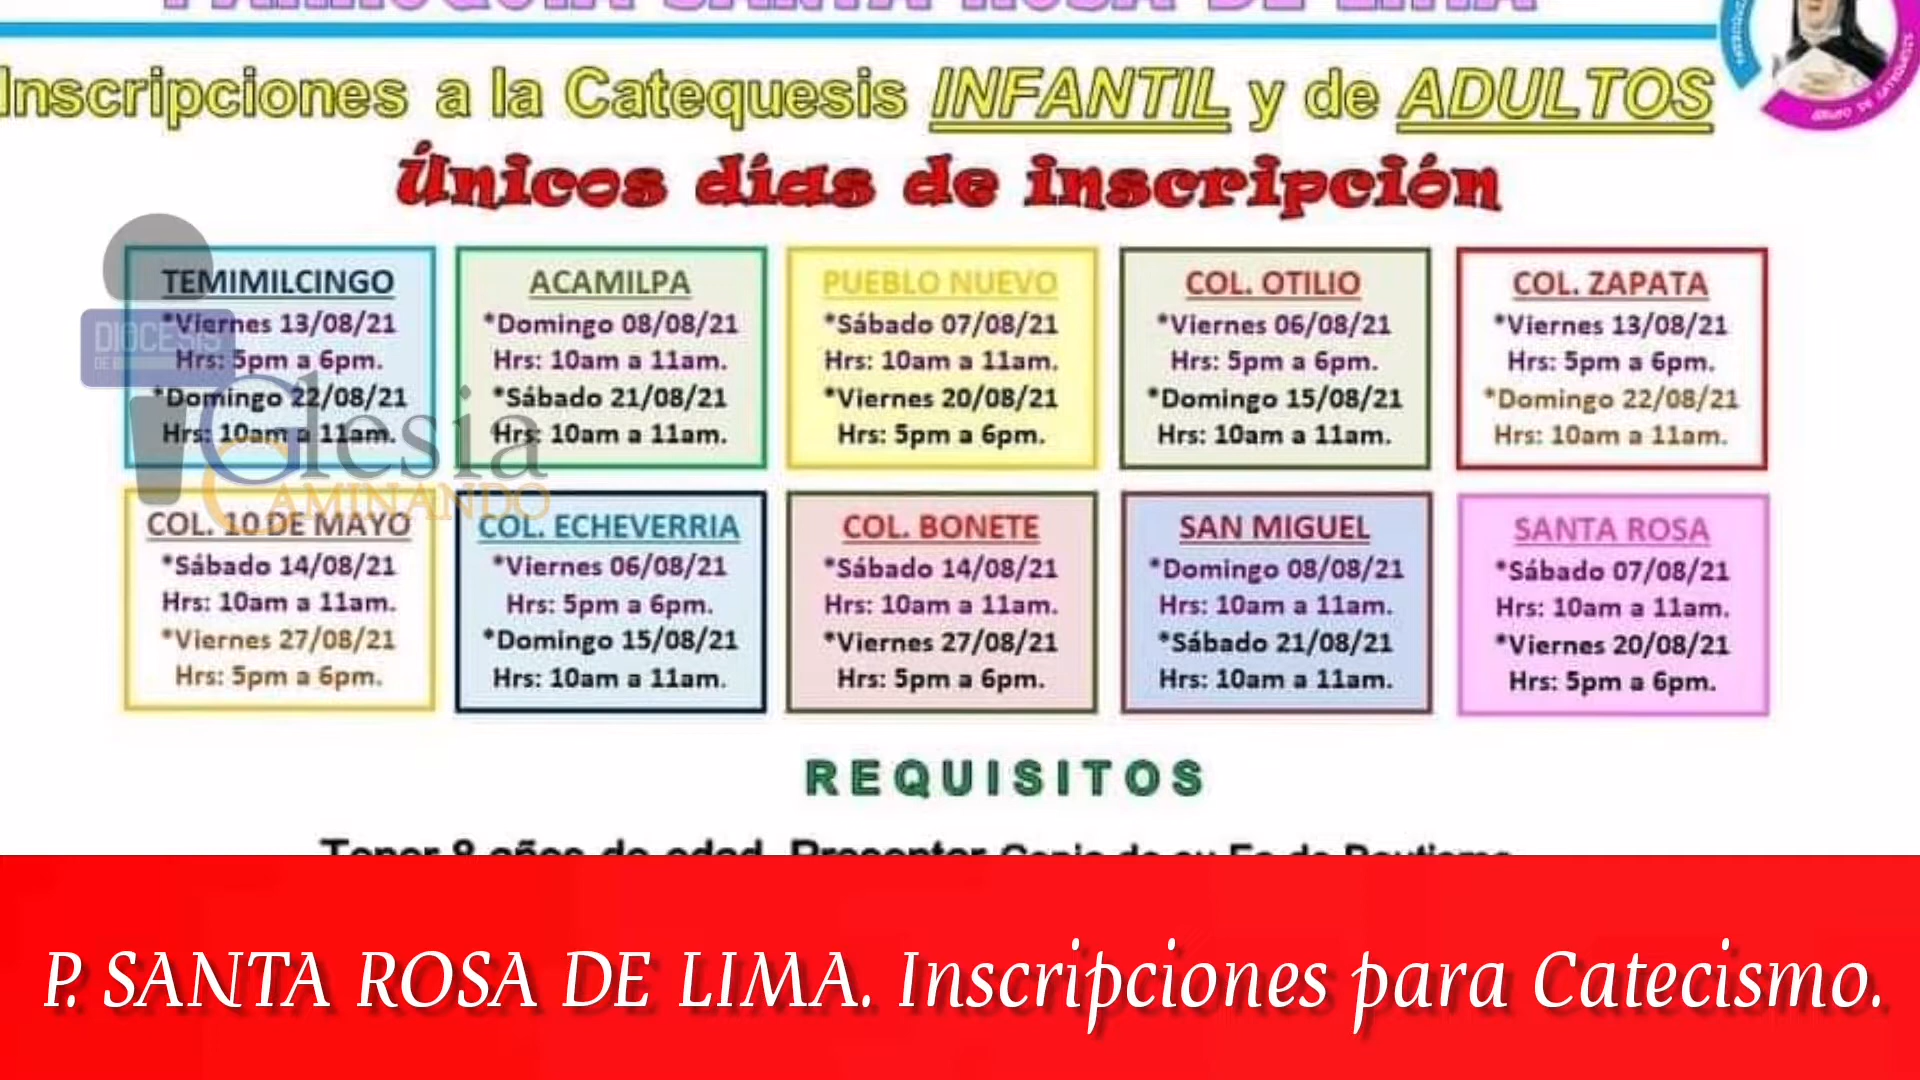 PARROQUIA SANTA ROSA DE LIMA
Inscripciones a la Catequesis INFANTIL y de ADULTOS
Únicos días de inscripción
TEMIMILCINGO
*Viernes 13/08/21
Hrs: 5pm a 6pm.
*Domingo 22/08/21
Hrs: 10am a 11am.
ACAMILPA
*Domingo 08/08/21
Hrs: 10am a 11am.
*Sábado 21/08/21
Hrs: 10am a 11am.
PUEBLO NUEVO
*Sábado 07/08/21
Hrs: 10am a 11am.
*Viernes 20/08/21
Hrs: 5pm a 6pm.
COL. OTILIO
*Viernes 06/08/21
Hrs: 5pm a 6pm.
*Domingo 15/08/21
Hrs: 10am a 11am.
COL. ZAPATA
*Viernes 13/08/21
Hrs: 5pm a 6pm.
*Domingo 22/08/21
Hrs: 10am a 11am.
DIOCESIS
Iglesia
CAMINANDO
COL. 10 DE MAYO
*Sábado 14/08/21
Hrs: 10am a 11am.
*Viernes 27/08/21
Hrs: 5pm a 6pm.
COL. ECHEVERRIA
*Viernes 06/08/21
Hrs: 5pm a 6pm.
*Domingo 15/08/21
Hrs: 10am a 11am.
COL. BONETE
*Sábado 14/08/21
Hrs: 10am a 11am.
*Viernes 27/08/21
Hrs: 5pm a 6pm.
SAN MIGUEL
*Domingo 08/08/21
Hrs: 10am a 11am.
*Sábado 21/08/21
Hrs: 10am a 11am.
SANTA ROSA
*Sábado 07/08/21
Hrs: 10am a 11am.
*Viernes 20/08/21
Hrs: 5pm a 6pm.
REQUISITOS
P. SANTA ROSA DE LIMA. Inscripciones para Catecismo.